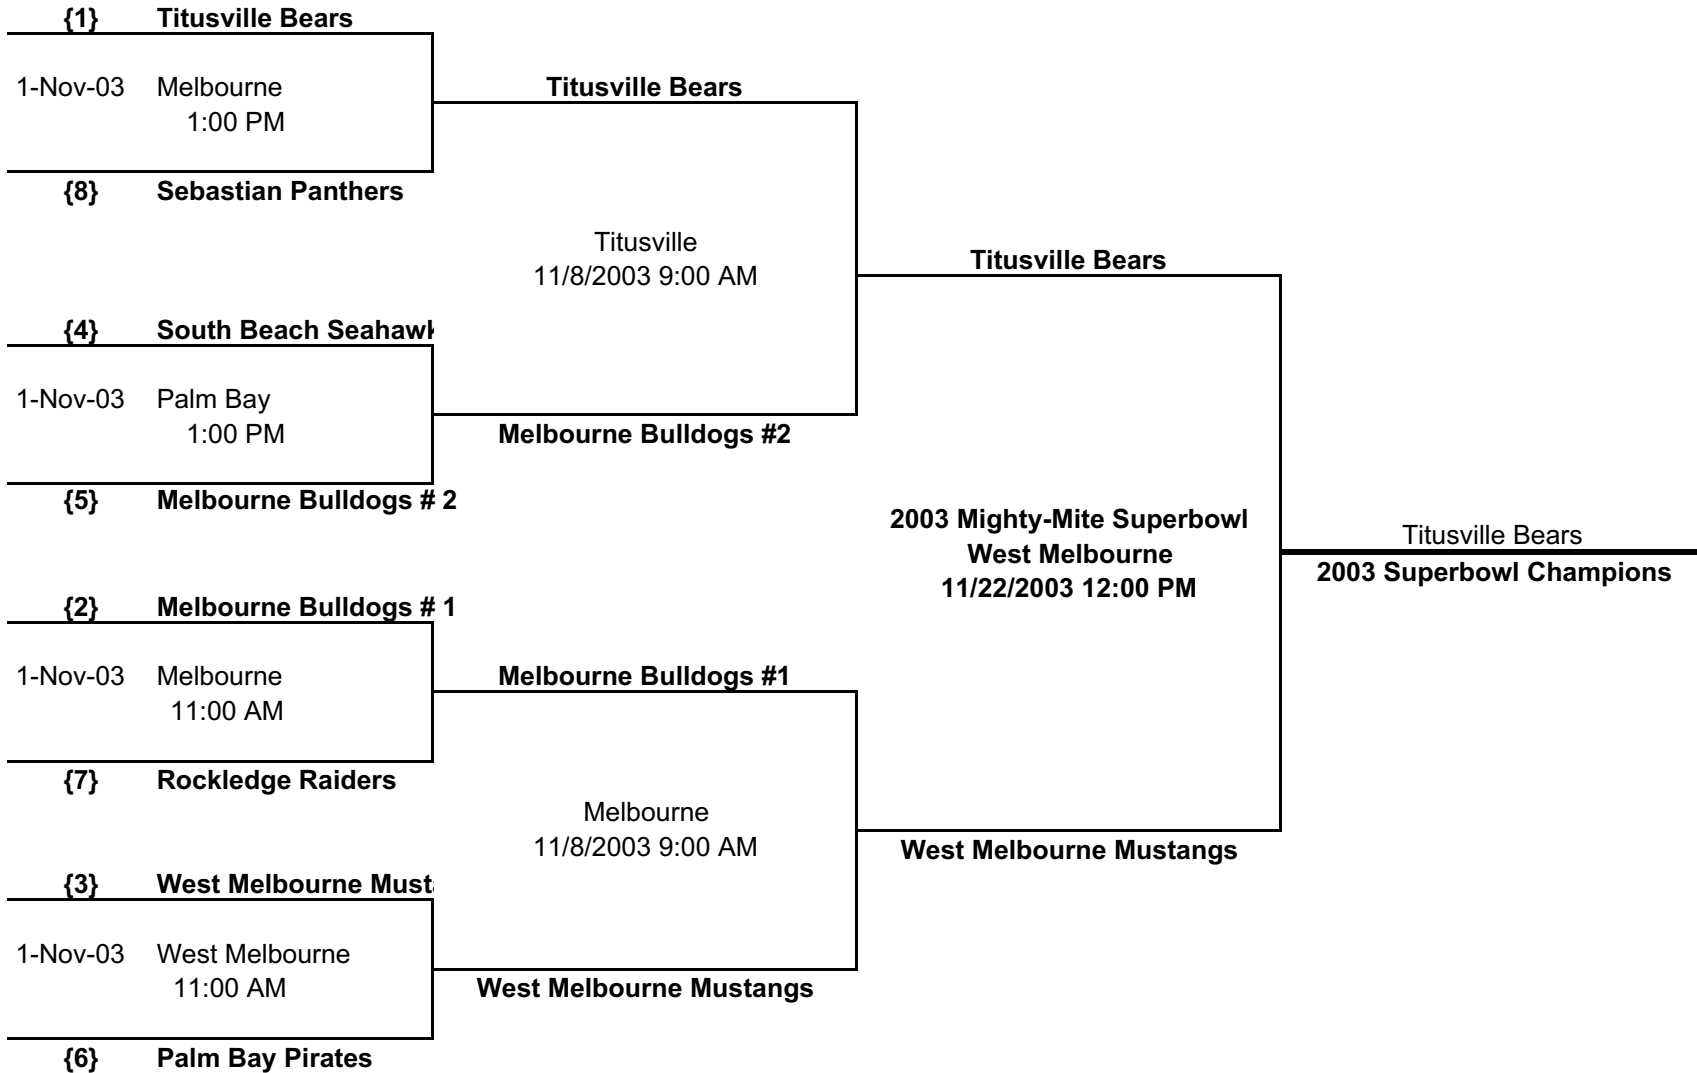 {1} Titusville Bears
1-Nov-03 Melbourne
1:00 PM
{8} Sebastian Panthers
{4} South Beach Seahawk
1-Nov-03 Palm Bay
1:00 PM
{5} Melbourne Bulldogs # 2
{2} Melbourne Bulldogs # 1
1-Nov-03 Melbourne
11:00 AM
{7} Rockledge Raiders
{3} West Melbourne Musta
1-Nov-03 West Melbourne
11:00 AM
{6} Palm Bay Pirates
Titusville Bears
Titusville
11/8/2003 9:00 AM
Melbourne Bulldogs #2
Melbourne Bulldogs #1
Melbourne
11/8/2003 9:00 AM
West Melbourne Mustangs
Titusville Bears
2003 Mighty-Mite Superbowl
West Melbourne
11/22/2003 12:00 PM
West Melbourne Mustangs
Titusville Bears
2003 Superbowl Champions